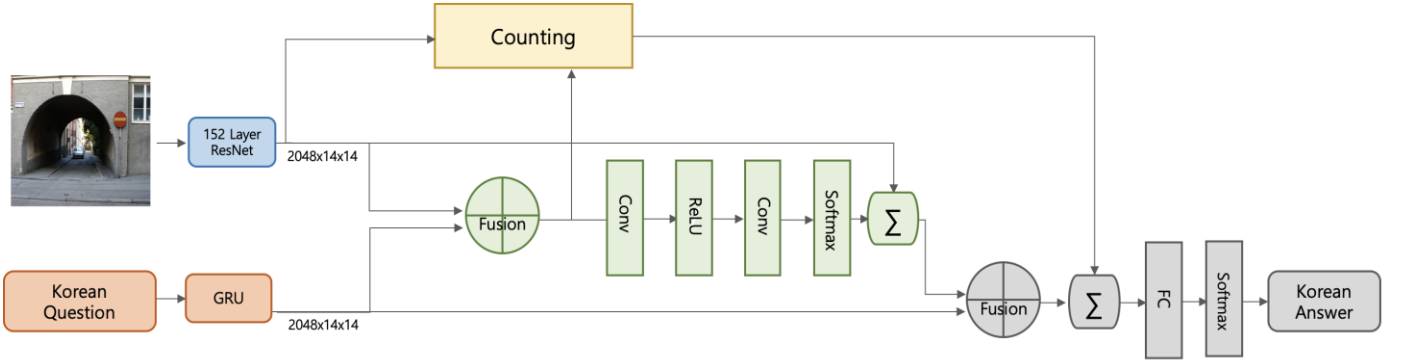 Counting
152 Layer
ResNet
2048x14x14
Fusion
Conv
ReLU
Conv
Softmax
∑
Korean
Question
GRU
2048x14x14
Fusion
∑
FC
Softmax
Korean
Answer